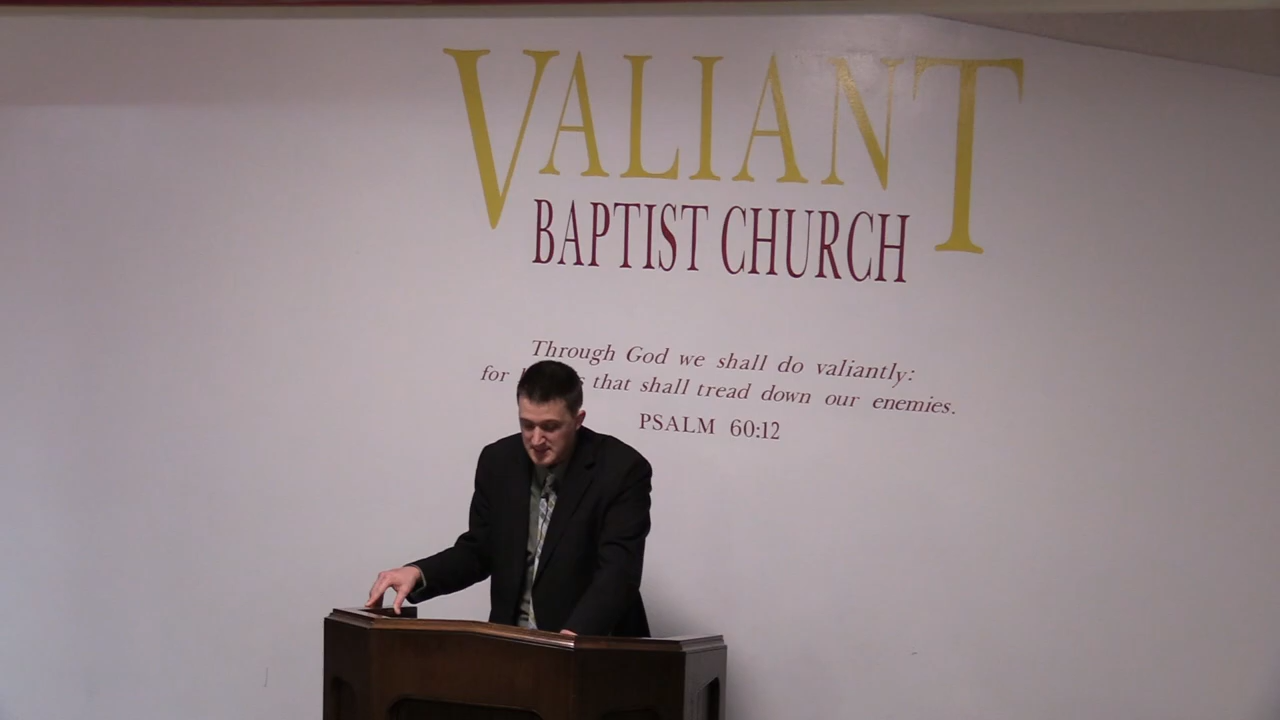 VALIANT
BAPTIST CHURCH
Through God we shall do valiantly:
for that shall tread down our enemies.
PSALM 60:12